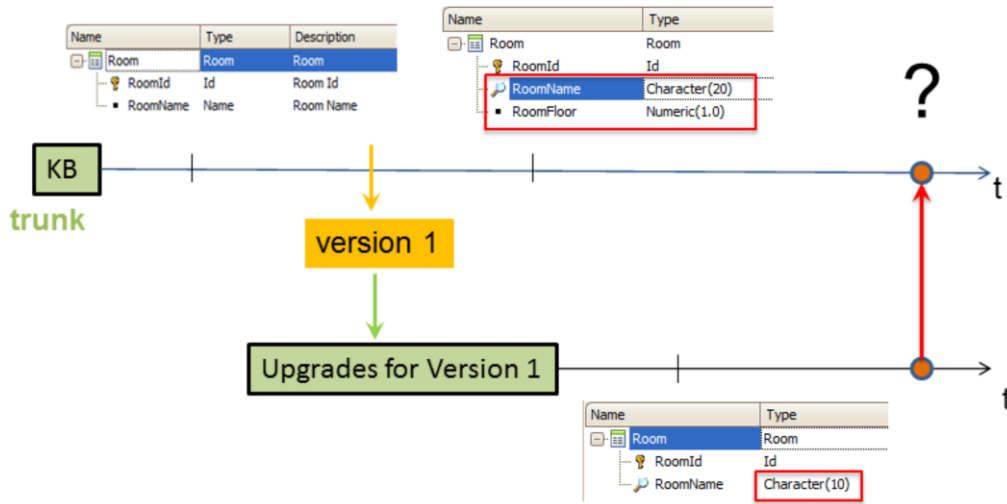 Name Type Description
Room Room Room
RoomId Id Room Id
RoomName Name Room Name
Name Type
Room Room
RoomId Id
RoomName Character(20)
RoomFloor Numeric(1.0)
?
KB
t
trunk
version 1
Upgrades for Version 1
t
Name Type
Room Room
RoomId Id
RoomName Character(10)